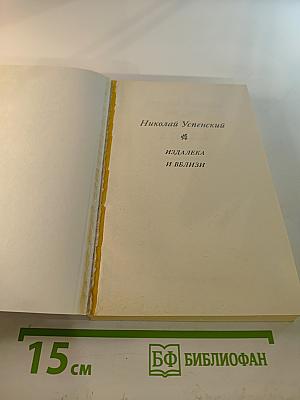 Николай Успенский
ИЗДАЛЕКА
И ВБЛИЗИ
15 см
БФ БИБЛИОФАН